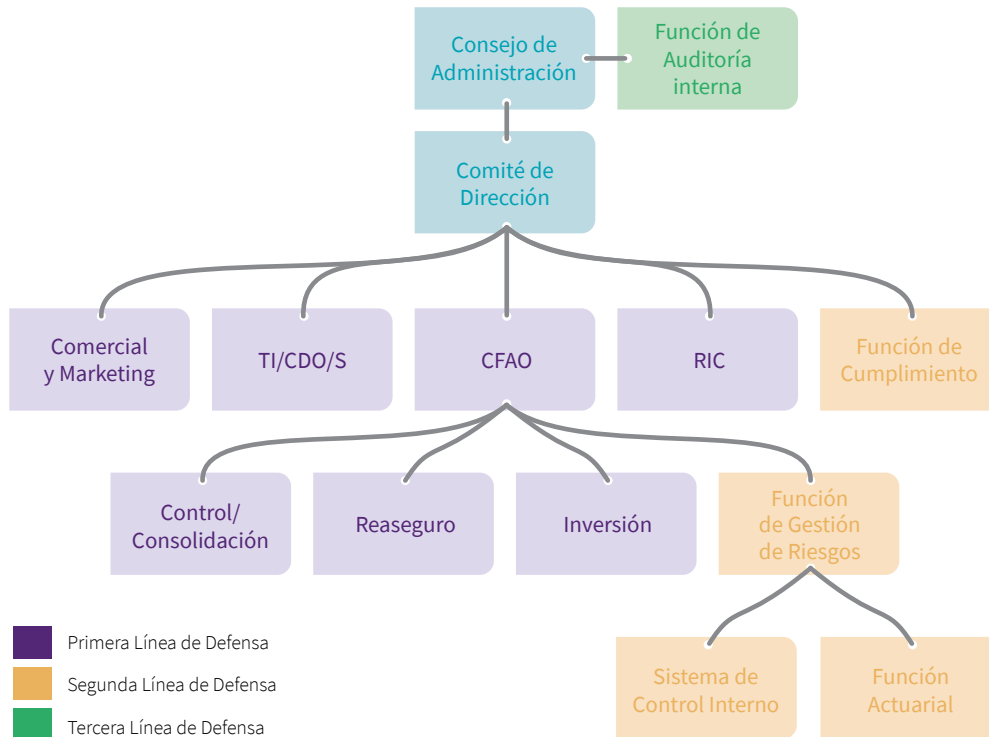 Consejo de
Administración
Función de
Auditoría
interna
Comité de
Dirección
Comercial
y Marketing
TI/CDO/S
CFAO
RIC
Función de
Cumplimiento
Control/
Consolidación
Reaseguro
Inversión
Función
de Gestión
de Riesgos
Sistema de
Control Interno
Función
Actuarial
Primera Línea de Defensa
Segunda Línea de Defensa
Tercera Línea de Defensa